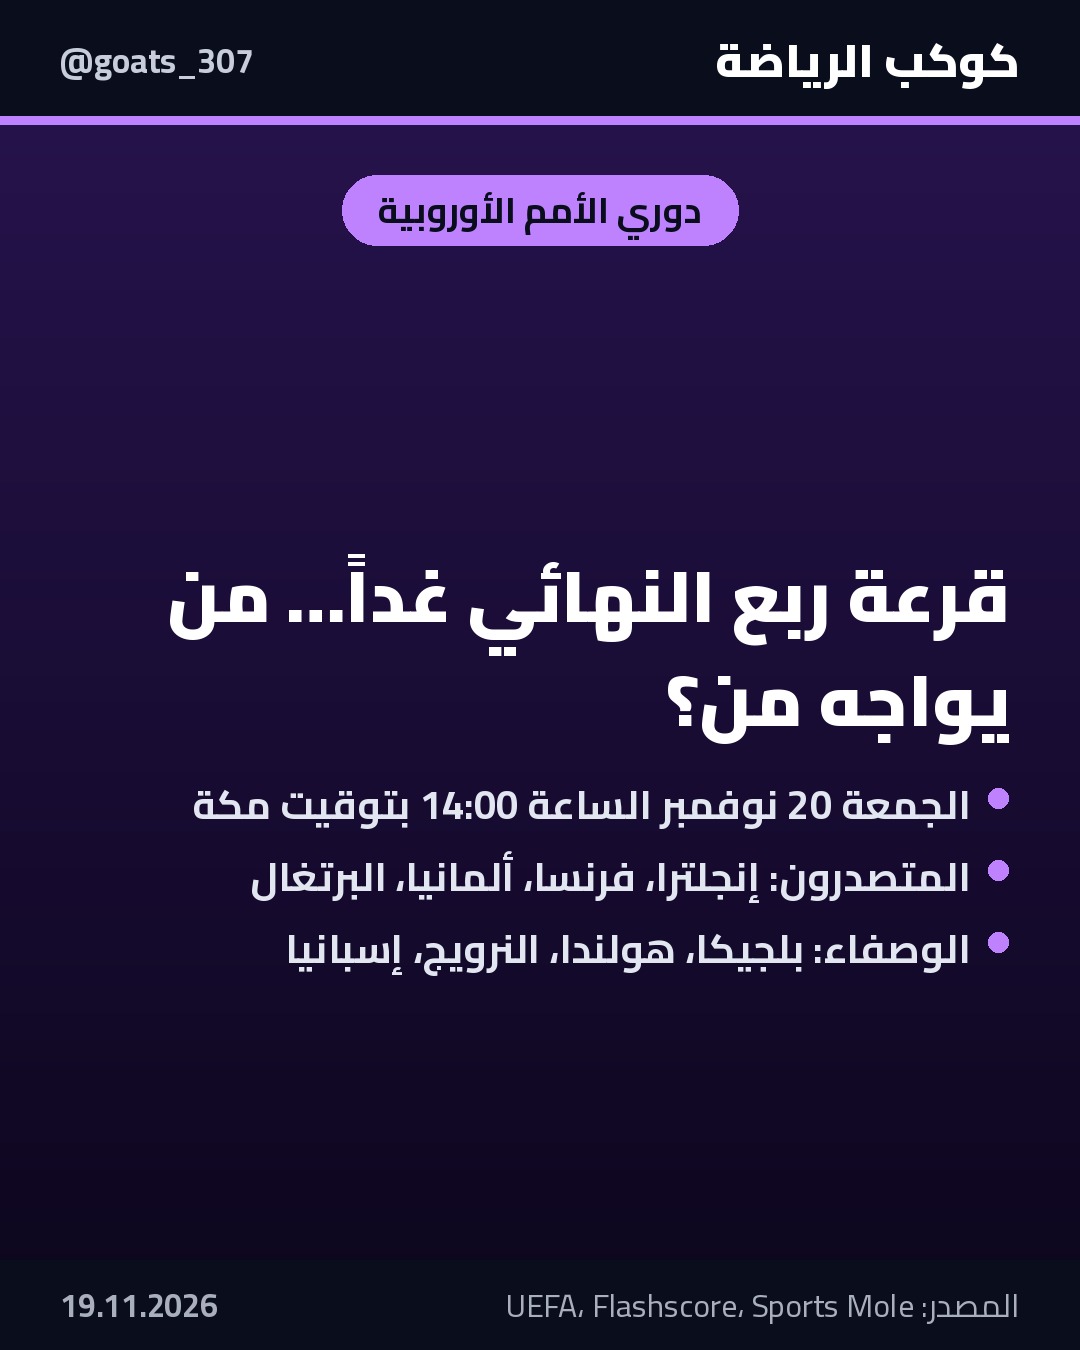 كوكب الرياضة
@goats_307
دوري الأمم الأوروبية
قرعة ربع النهائي غداً... من
يواجه من؟
الجمعة 20 نوفمبر الساعة 14:00 بتوقيت مكة
المتصدرون: إنجلترا، فرنسا، ألمانيا، البرتغال
الوصفاء: بلجيكا، هولندا، النرويج، إسبانيا
المصدر: UEFA، Flashscore، Sports Mole
19.11.2026